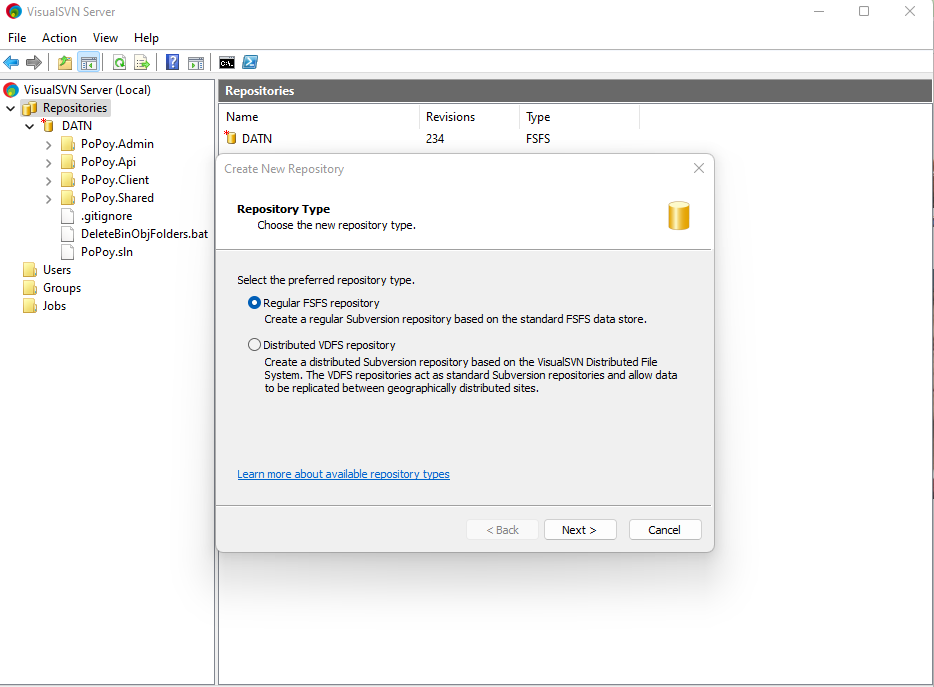 VisualSVN Server
File Action View Help
VisualSVN Server (Local)
Repositories
DATN
PoPoy.Admin
PoPoy.Api
PoPoy.Client
PoPoy.Shared
.gitignore
DeleteBinObjFolders.bat
PoPoy.sln
Users
Groups
Jobs
Repositories
Name Revisions Type
DATN 234 FSFS
Create New Repository
Repository Type
Choose the new repository type.
Select the preferred repository type.
Regular FSFS repository
Create a regular Subversion repository based on the standard FSFS data store.
Distributed VDFS repository
Create a distributed Subversion repository based on the VisualSVN Distributed File
System. The VDFS repositories act as standard Subversion repositories and allow data
to be replicated between geographically distributed sites.
Learn more about available repository types
< Back Next > Cancel